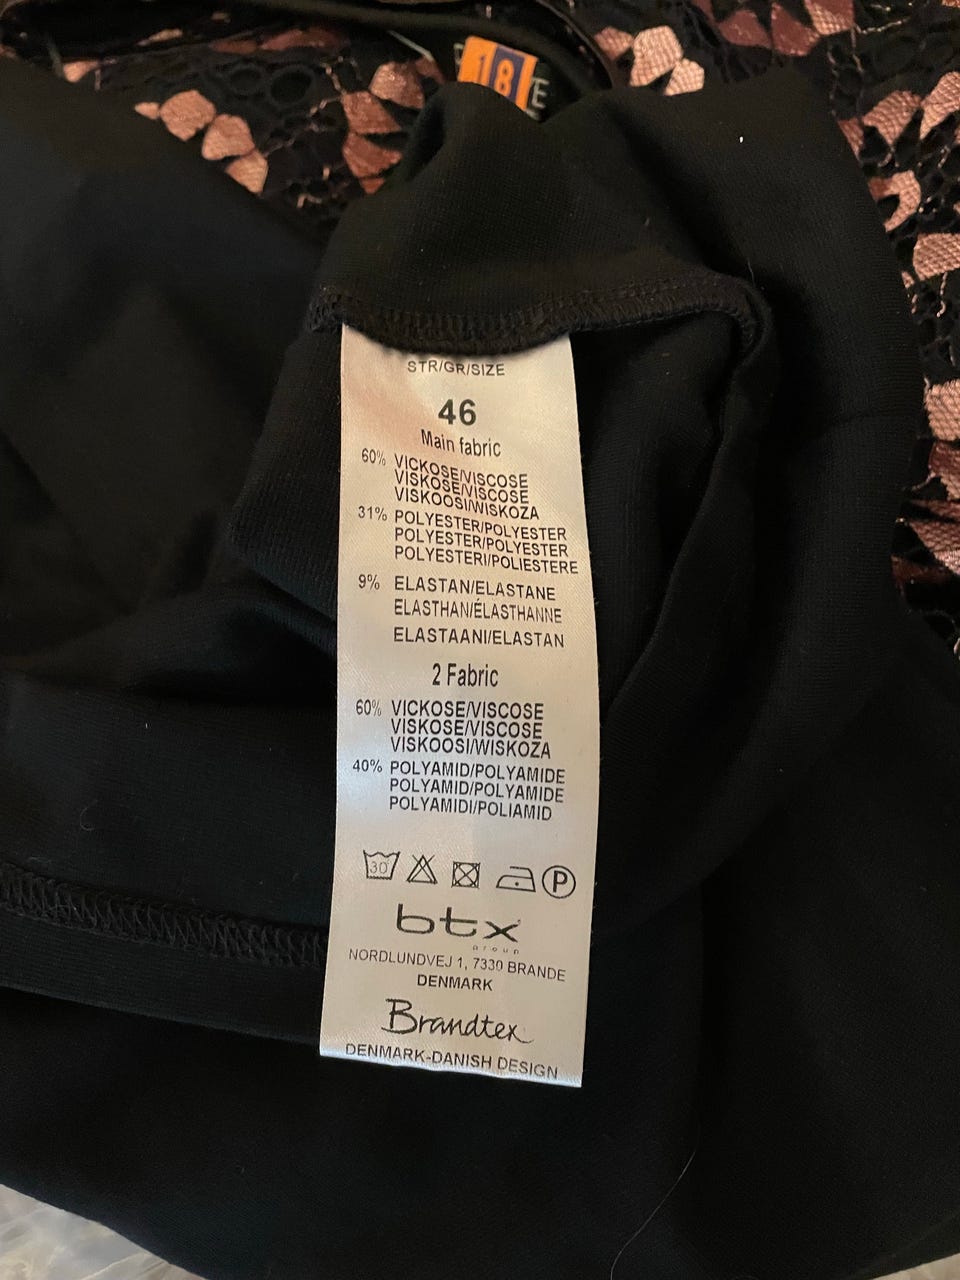 18
E
STR/GR/SIZE
46
Main fabric
60% VICKOSE/VISCOSE
VISKOSE/VISCOSE
VISKOOSI/WISKOZA
31% POLYESTER/POLYESTER
POLYESTER/POLYESTER
POLYESTERI/POLIESTERE
9% ELASTAN/ELASTANE
ELASTHAN/ÉLASTHANNE
ELASTAANI/ELASTAN
2 Fabric
60% VICKOSE/VISCOSE
VISKOSE/VISCOSE
VISKOOSI/WISKOZA
40% POLYAMID/POLYAMIDE
POLYAMID/POLYAMIDE
POLYAMIDI/POLIAMID
30° P
btx
group
NORDLUNDVEJ 1, 7330 BRANDE
DENMARK
Brandtex
DENMARK-DANISH DESIGN